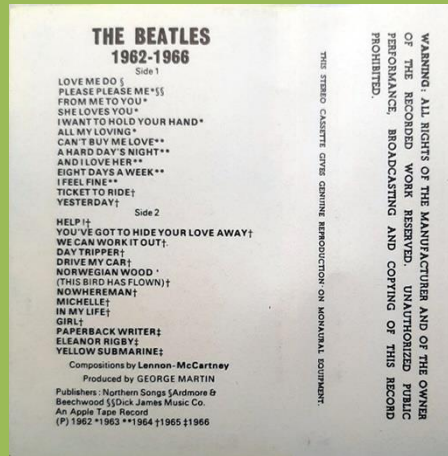 THE BEATLES
1962-1966
Side 1
LOVE ME DO §
PLEASE PLEASE ME*§§
FROM ME TO YOU*
SHE LOVES YOU*
I WANT TO HOLD YOUR HAND*
ALL MY LOVING*
CAN'T BUY ME LOVE**
A HARD DAY'S NIGHT**
AND I LOVE HER**
EIGHT DAYS A WEEK**
I FEEL FINE**
TICKET TO RIDE†
YESTERDAY†
Side 2
HELP!†
YOU'VE GOT TO HIDE YOUR LOVE AWAY†
WE CAN WORK IT OUT†.
DAY TRIPPER†
DRIVE MY CAR†
NORWEGIAN WOOD '
(THIS BIRD HAS FLOWN)†
NOWHEREMAN†
MICHELLE†
IN MY LIFE†
GIRL†
PAPERBACK WRITER‡
ELEANOR RIGBY‡
YELLOW SUBMARINE‡
Compositions by Lennon-McCartney
Produced by GEORGE MARTIN
Publishers : Northern Songs §Ardmore &
Beechwood §§Dick James Music Co.
An Apple Tape Record
(P) 1962 *1963 **1964 †1965 ‡1966
THIS STEREO CASSETTE GIVES GENUINE REPRODUCTION ON MONAURAL EQUIPMENT.
WARNING: ALL RIGHTS OF THE MANUFACTURER AND OF THE OWNER
OF THE RECORDED WORK RESERVED. UNAUTHORIZED PUBLIC
PERFORMANCE, BROADCASTING AND COPYING OF THIS RECORD
PROHIBITED.